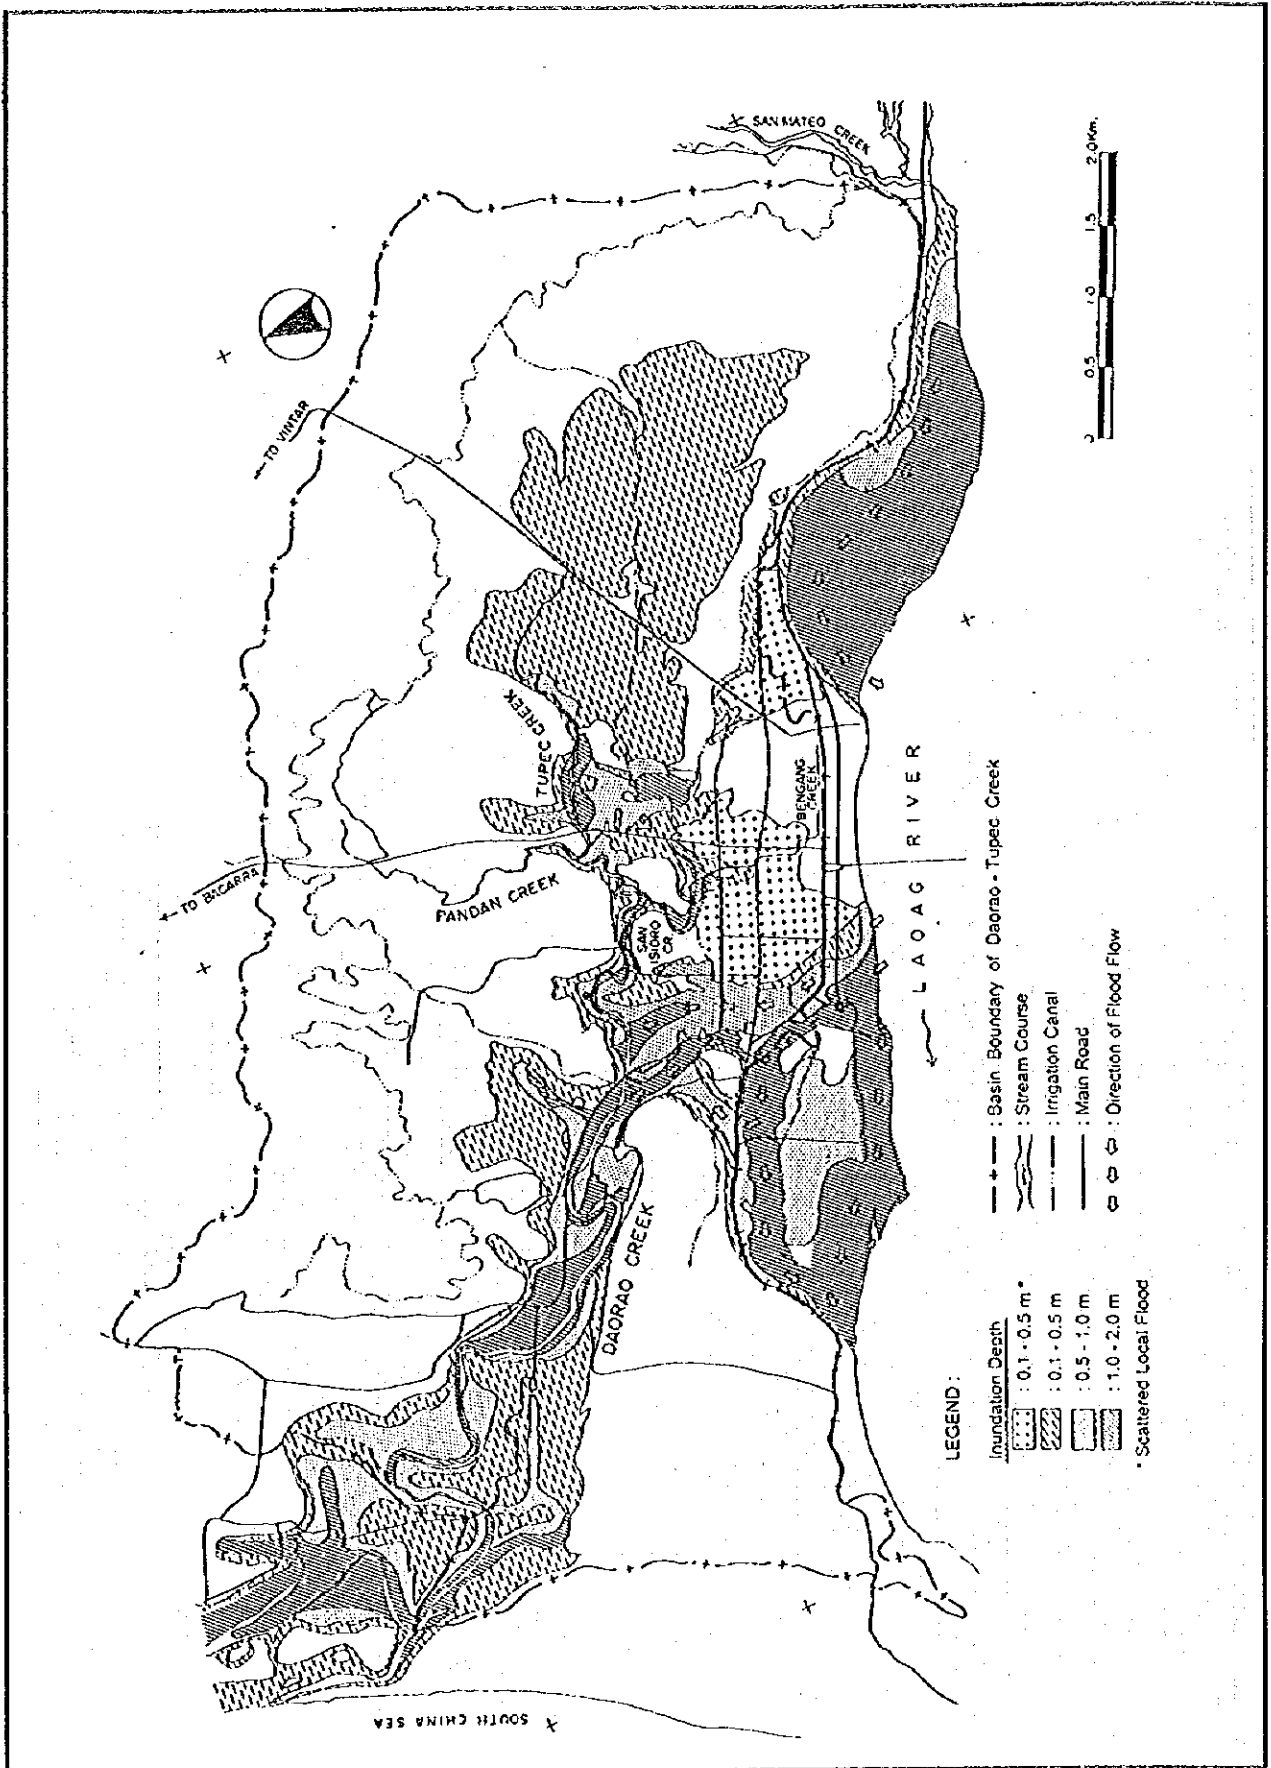 SAN MATEO
CREEK
TO VINTAR
TO BACARRA
TUPEC CREEK
PANDAN CREEK
SAN
ISIDRO
CR
BENGANG
CREEK
DAORAO CREEK
LAOAG RIVER
SOUTH CHINA SEA
0 0.5 1.0 1.5 2.0Km.
LEGEND:
Inundation Depth
: 0.1 - 0.5 m *
: 0.1 - 0.5 m
: 0.5 - 1.0 m
: 1.0 - 2.0 m
* Scattered Local Flood
: Basin Boundary of Daorao - Tupec Creek
: Stream Course
: Irrigation Canal
: Main Road
: Direction of Flood Flow